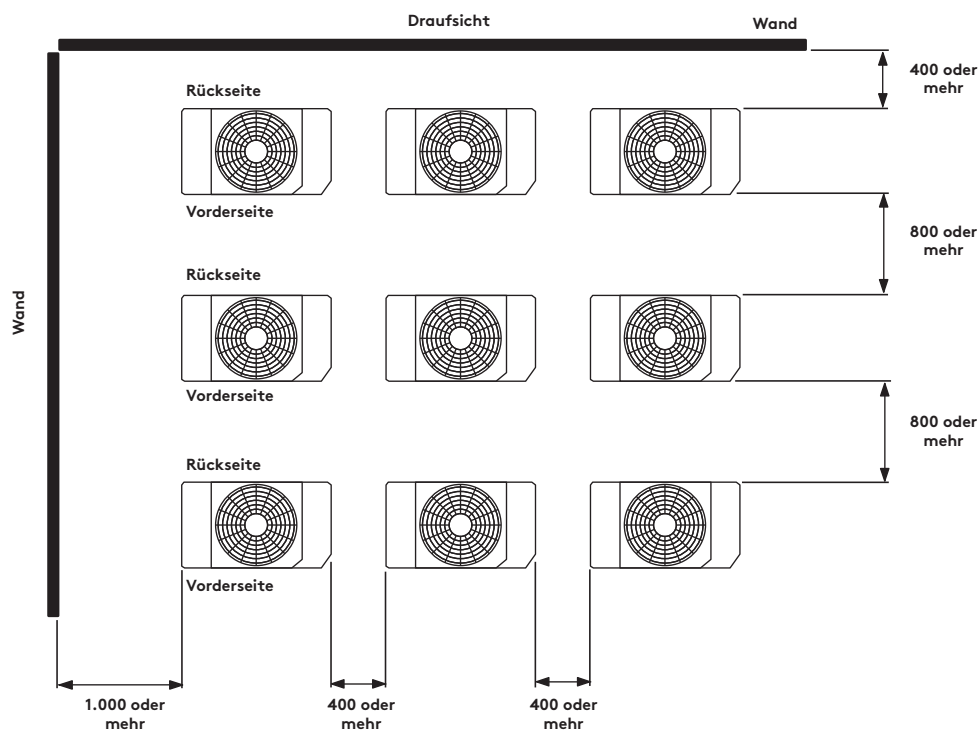 Draufsicht
Wand
400 oder
mehr
Rückseite
Vorderseite
800 oder
mehr
Rückseite
Wand
Vorderseite
800 oder
mehr
Rückseite
Vorderseite
1.000 oder
mehr
400 oder
mehr
400 oder
mehr